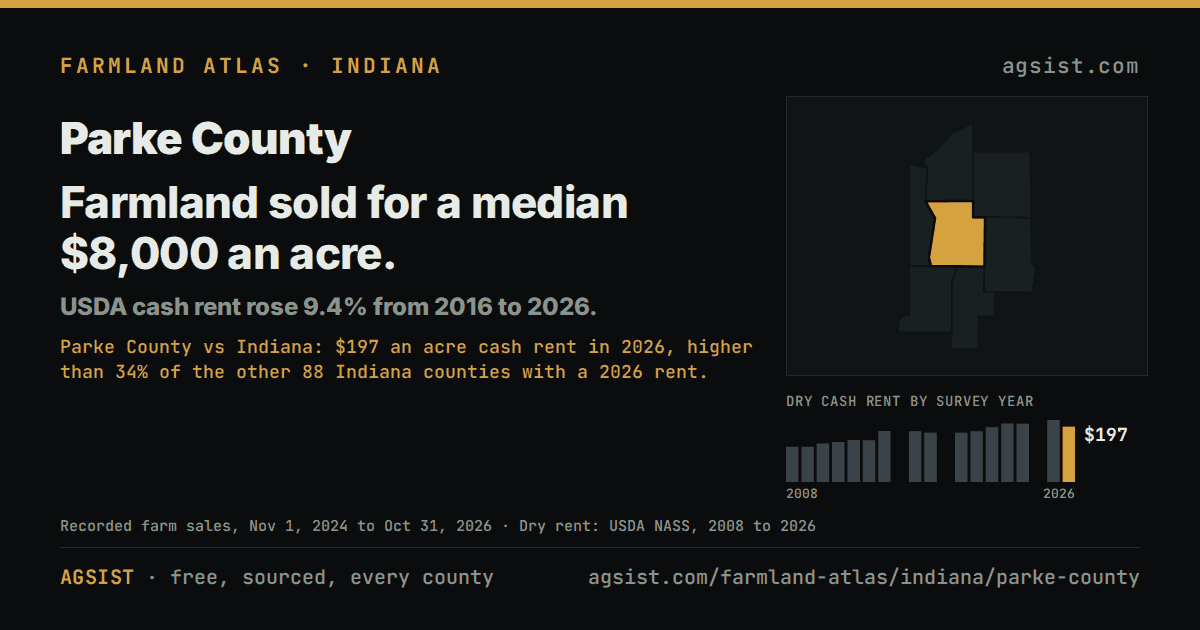 FARMLAND ATLAS · INDIANA
agsist.com
Parke County
Farmland sold for a median
$8,000 an acre.
USDA cash rent rose 9.4% from 2016 to 2026.
Parke County vs Indiana: $197 an acre cash rent in 2026, higher
than 34% of the other 88 Indiana counties with a 2026 rent.
DRY CASH RENT BY SURVEY YEAR
$197
2008 2026
Recorded farm sales, Nov 1, 2024 to Oct 31, 2026 · Dry rent: USDA NASS, 2008 to 2026
AGSIST · free, sourced, every county
agsist.com/farmland-atlas/indiana/parke-county